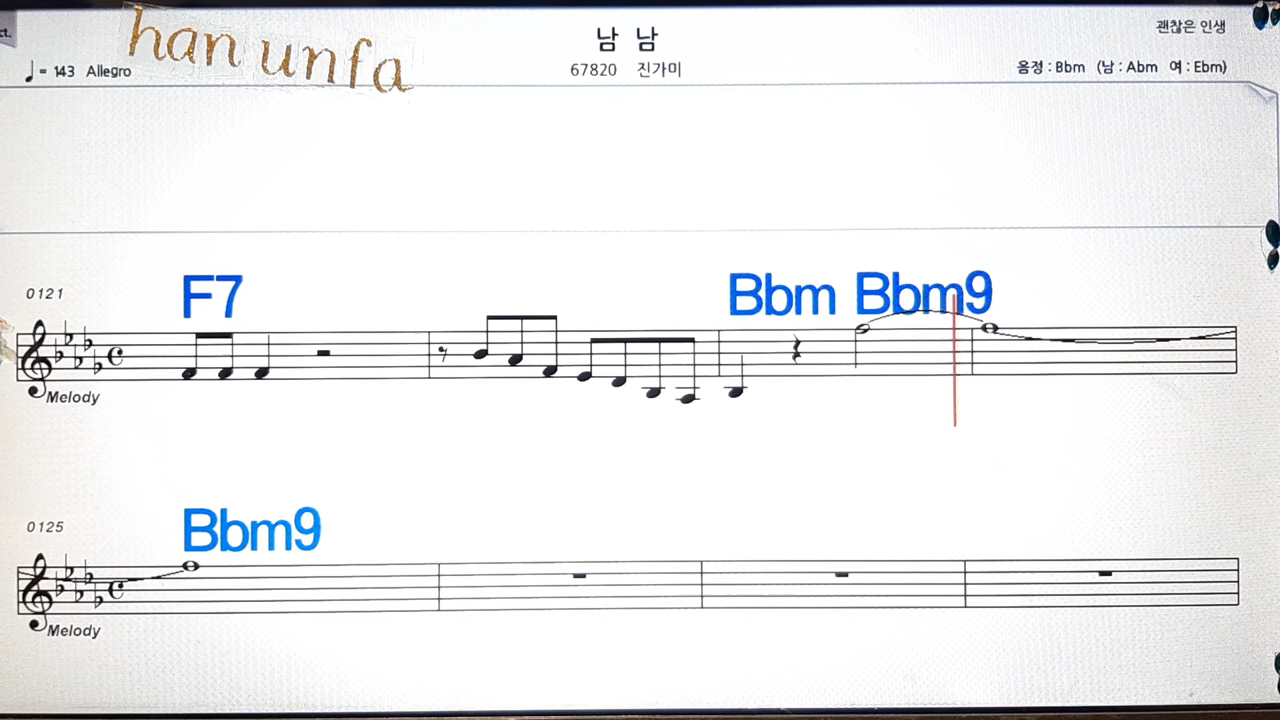 ct.
han unfa
남 남
괜찮은 인생
♩ = 143 Allegro
67820 진가미
음정 : Bbm (남 : Abm 여 : Ebm)
F7
Bbm Bbm9
0121
Melody
Bbm9
0125
Melody